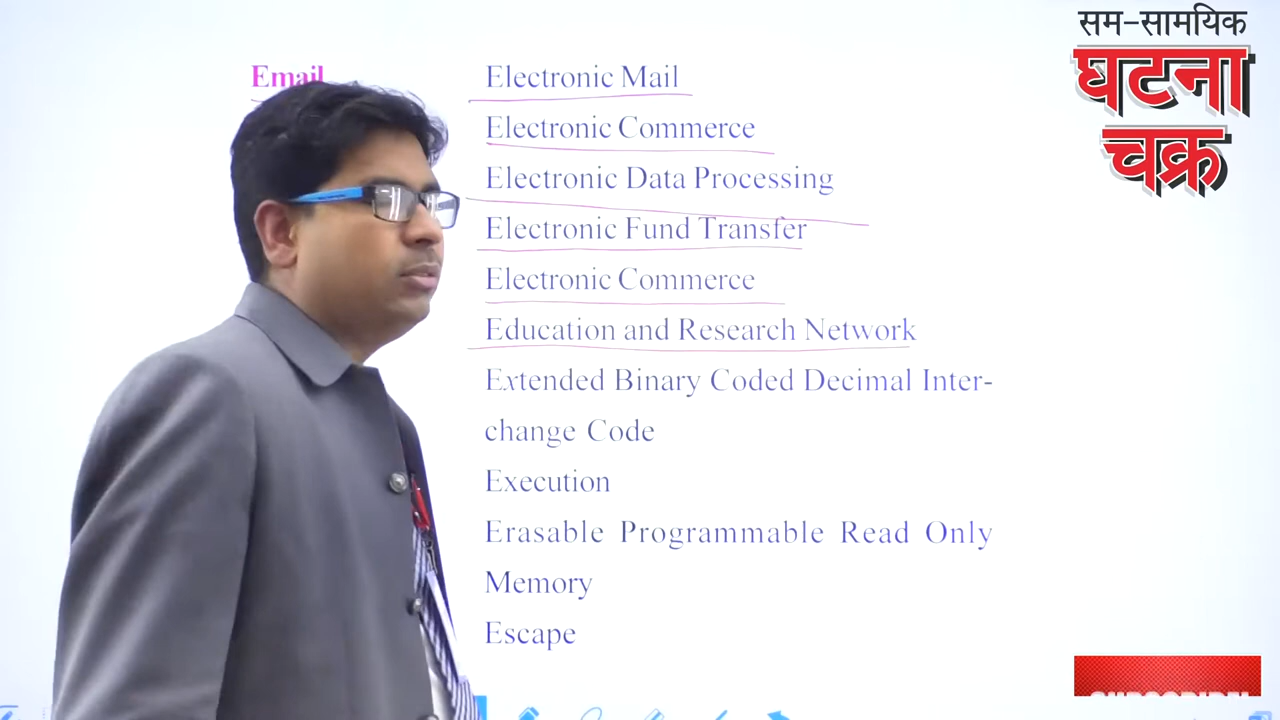 सम-सामयिक
घटना
चक्र
Email Electronic Mail
Electronic Commerce
Electronic Data Processing
Electronic Fund Transfer
Electronic Commerce
Education and Research Network
Extended Binary Coded Decimal Inter-
change Code
Execution
Erasable Programmable Read Only
Memory
Escape